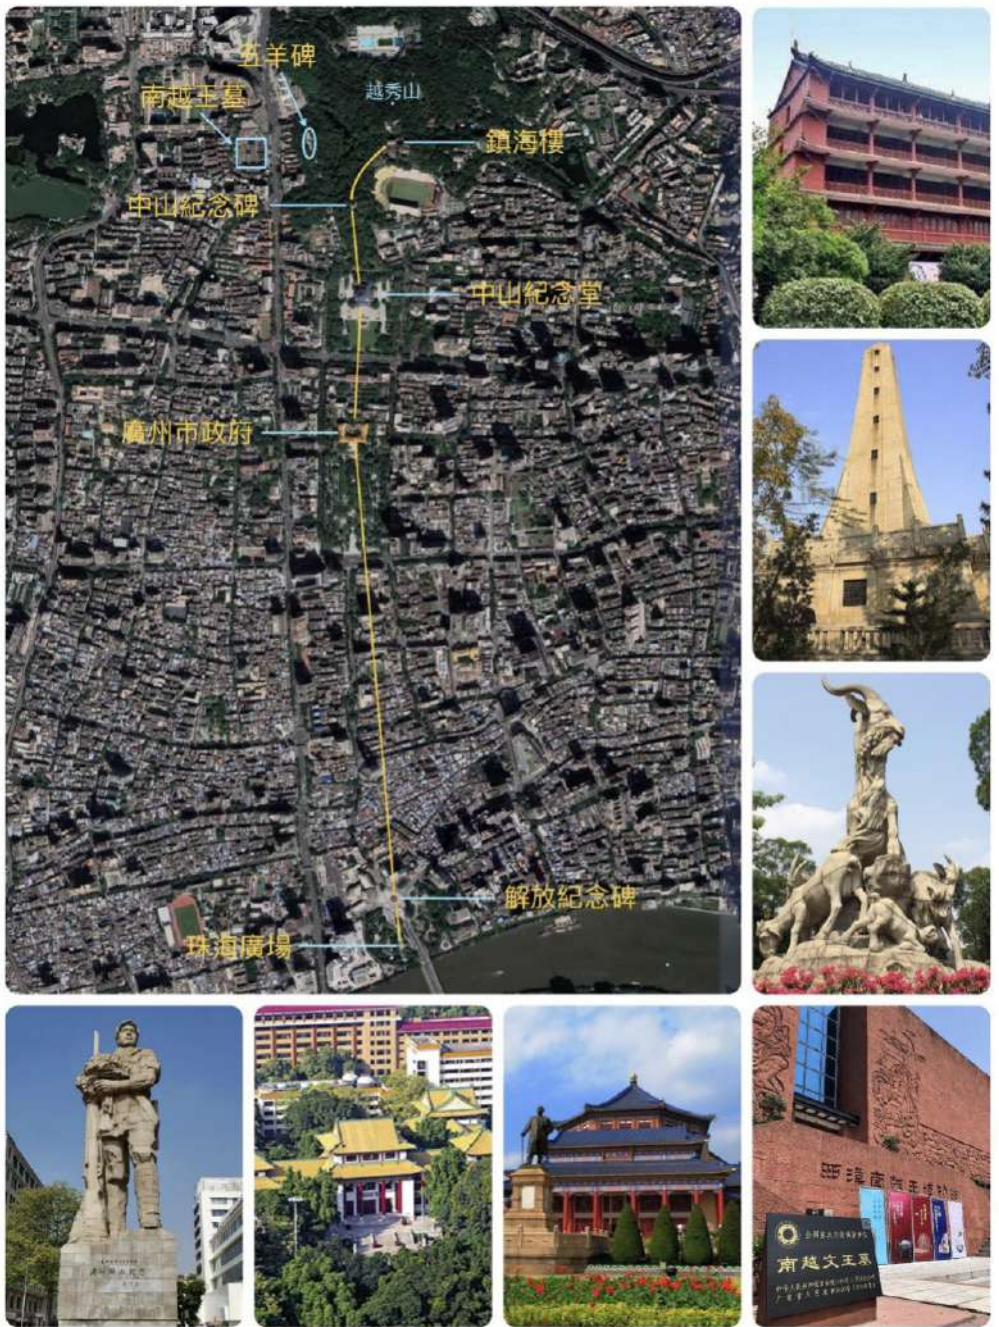 五羊碑
南越王墓
越秀山
鎮海樓
中山紀念碑
中山紀念堂
廣州市政府
解放紀念碑
珠海廣場
西漢南越王博物館
南越文王墓